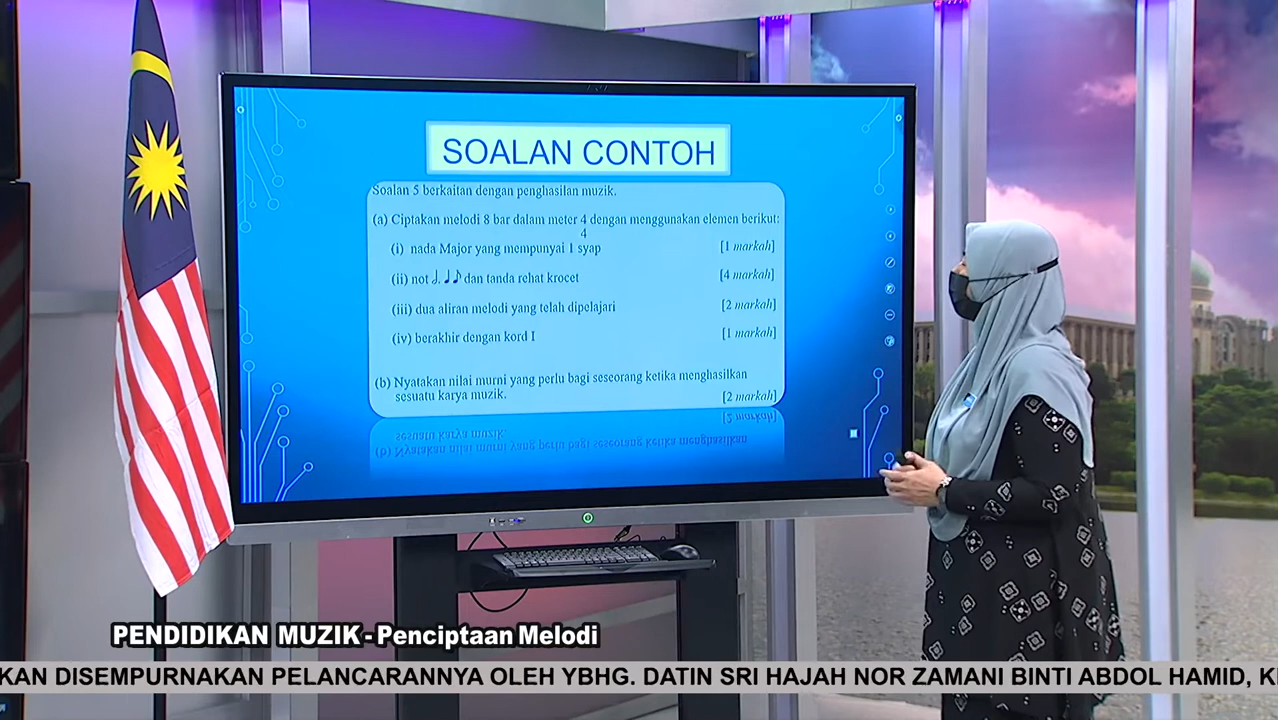 SOALAN CONTOH
Soalan 5 berkaitan dengan penghasilan muzik.
(a) Ciptakan melodi 8 bar dalam meter 4 dengan menggunakan elemen berikut:
4
(i) nada Major yang mempunyai 1 syap [1 markah]
(ii) not 𝅗𝅥. ♩ ♪ dan tanda rehat krocet [4 markah]
(iii) dua aliran melodi yang telah dipelajari [2 markah]
(iv) berakhir dengan kord I [1 markah]
(b) Nyatakan nilai murni yang perlu bagi seseorang ketika menghasilkan
sesuatu karya muzik. [2 markah]
PENDIDIKAN MUZIK - Penciptaan Melodi
KAN DISEMPURNAKAN PELANCARANNYA OLEH YBHG. DATIN SRI HAJAH NOR ZAMANI BINTI ABDOL HAMID, K